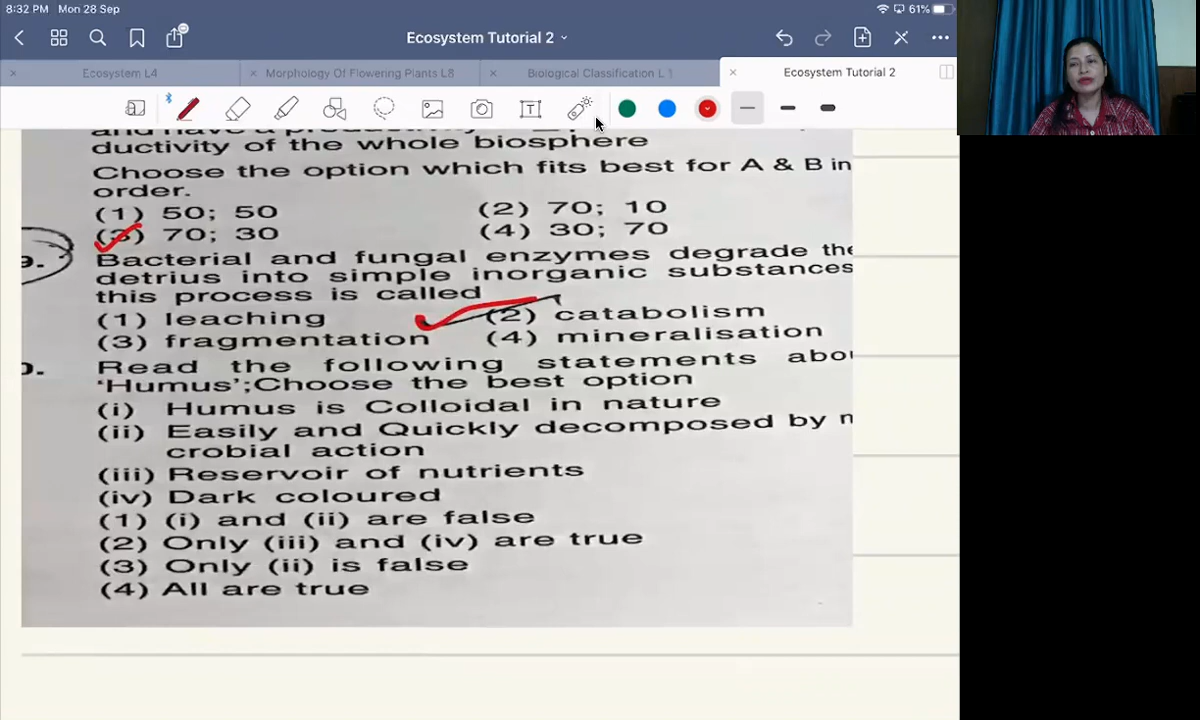 8:32 PM Mon 28 Sep
61%
Ecosystem Tutorial 2
Ecosystem L4
Morphology Of Flowering Plants L8
Biological Classification L 1
Ecosystem Tutorial 2
ductivity of the whole biosphere
Choose the option which fits best for A & B in
order.
(1) 50; 50 (2) 70; 10
(3) 70; 30 (4) 30; 70
9. Bacterial and fungal enzymes degrade the
detrius into simple inorganic substances
this process is called
(1) leaching (2) catabolism
(3) fragmentation (4) mineralisation
Read the following statements abo
'Humus';Choose the best option
(i) Humus is Colloidal in nature
(ii) Easily and Quickly decomposed by m
crobial action
(iii) Reservoir of nutrients
(iv) Dark coloured
(1) (i) and (ii) are false
(2) Only (iii) and (iv) are true
(3) Only (ii) is false
(4) All are true